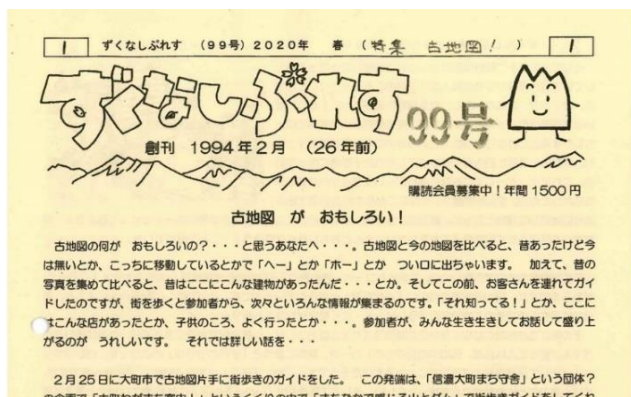 1 ずくなしぷれす (99号) 2020年 春 (特集 古地図!) 1
ずくなしぷれす 99号
創刊 1994年2月 (26年前)
購読会員募集中!年間1500円
古地図 が おもしろい!
古地図の何が おもしろいの?・・・と思うあなたへ・・・。古地図と今の地図を比べると、昔あったけど今
は無いとか、こっちに移動しているとかで「ヘー」とか「ホー」とか つい口に出ちゃいます。 加えて、昔の
写真を集めて比べると、昔はここにこんな建物があったんだ・・・とか。そしてこの前、お客さんを連れてガイ
ドしたのですが、街を歩くと参加者から、次々といろんな情報が集まるのです。「それ知ってる!」とか、ここに
はこんな店があったとか、子供のころ、よく行ったとか・・・。参加者が、みんな生き生きしてお話して盛り上
がるのが うれしいです。 それでは詳しい話を・・・
2月25日に大町市で古地図片手に街歩きのガイドをした。 この発端は、「信濃大町まち守舎」という団体?